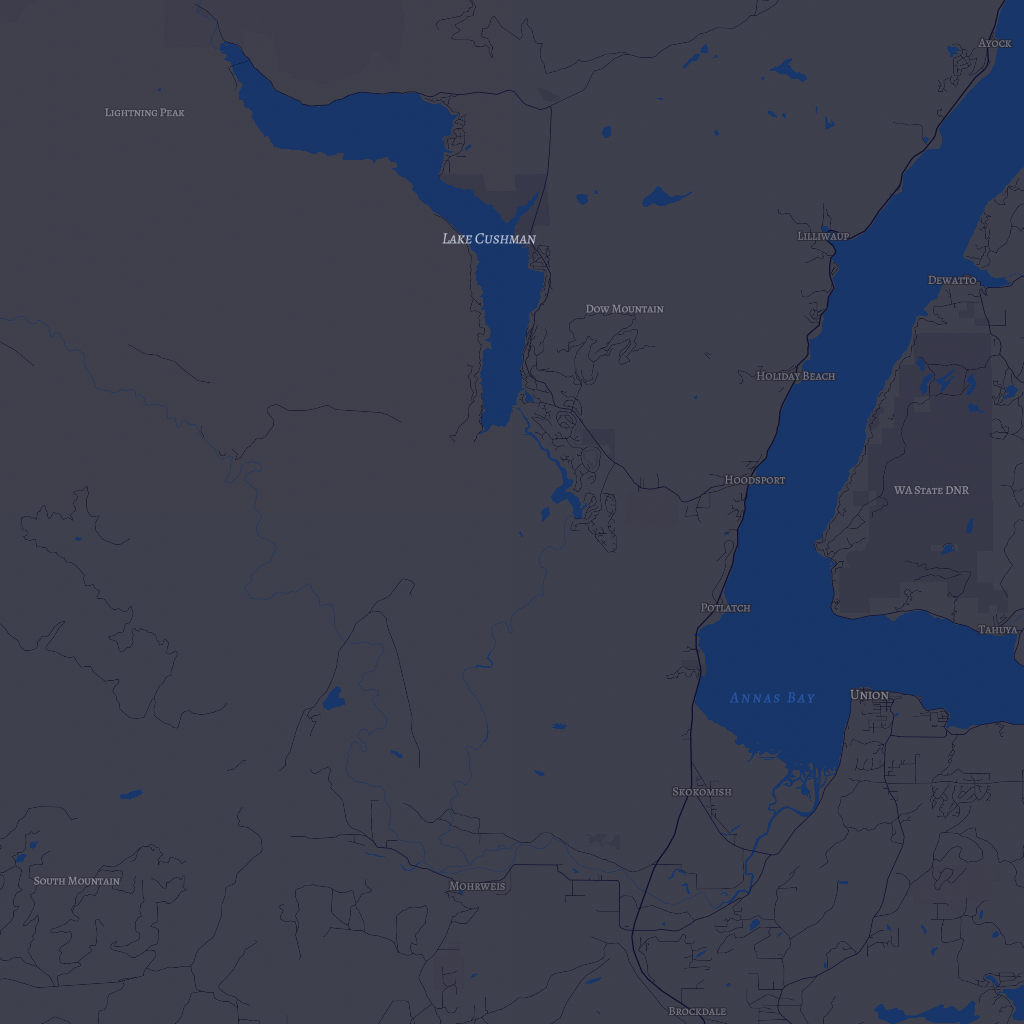 Ayock
Lightning Peak
Lilliwaup
Lake Cushman
Dewatto
Dow Mountain
Holiday Beach
Hoodsport
WA State DNR
Potlatch
Tahuya
Annas Bay
Union
Skokomish
South Mountain
Mohrweis
Brockdale